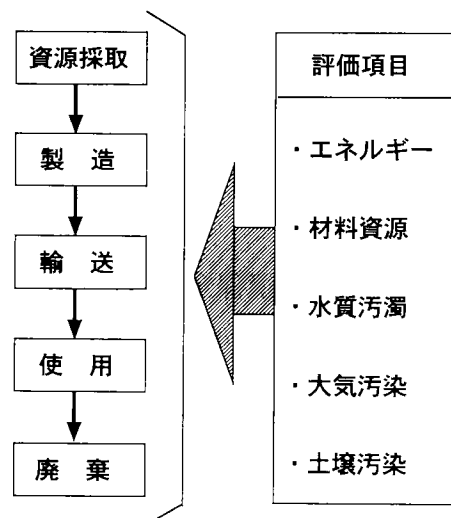 資源採取
製造
輸送
使用
廃棄
評価項目
・エネルギー
・材料資源
・水質汚濁
・大気汚染
・土壌汚染